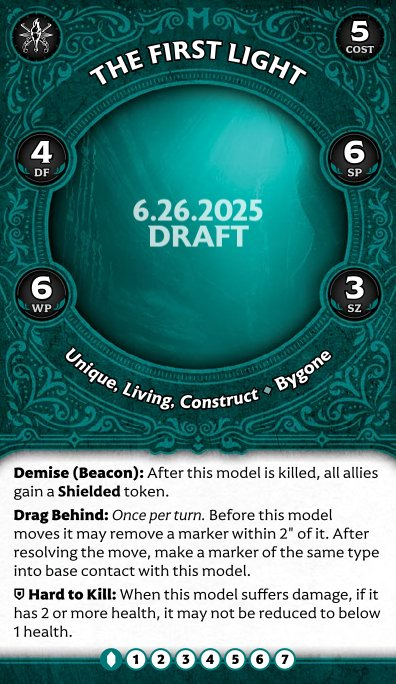 5
COST
THE FIRST LIGHT
4
DF
6
SP
6.26.2025
DRAFT
6
WP
3
SZ
Unique, Living, Construct ♦ Bygone
Demise (Beacon): After this model is killed, all allies
gain a Shielded token.
Drag Behind: Once per turn. Before this model
moves it may remove a marker within 2" of it. After
resolving the move, make a marker of the same type
into base contact with this model.
Hard to Kill: When this model suffers damage, if it
has 2 or more health, it may not be reduced to below
1 health.
1 2 3 4 5 6 7